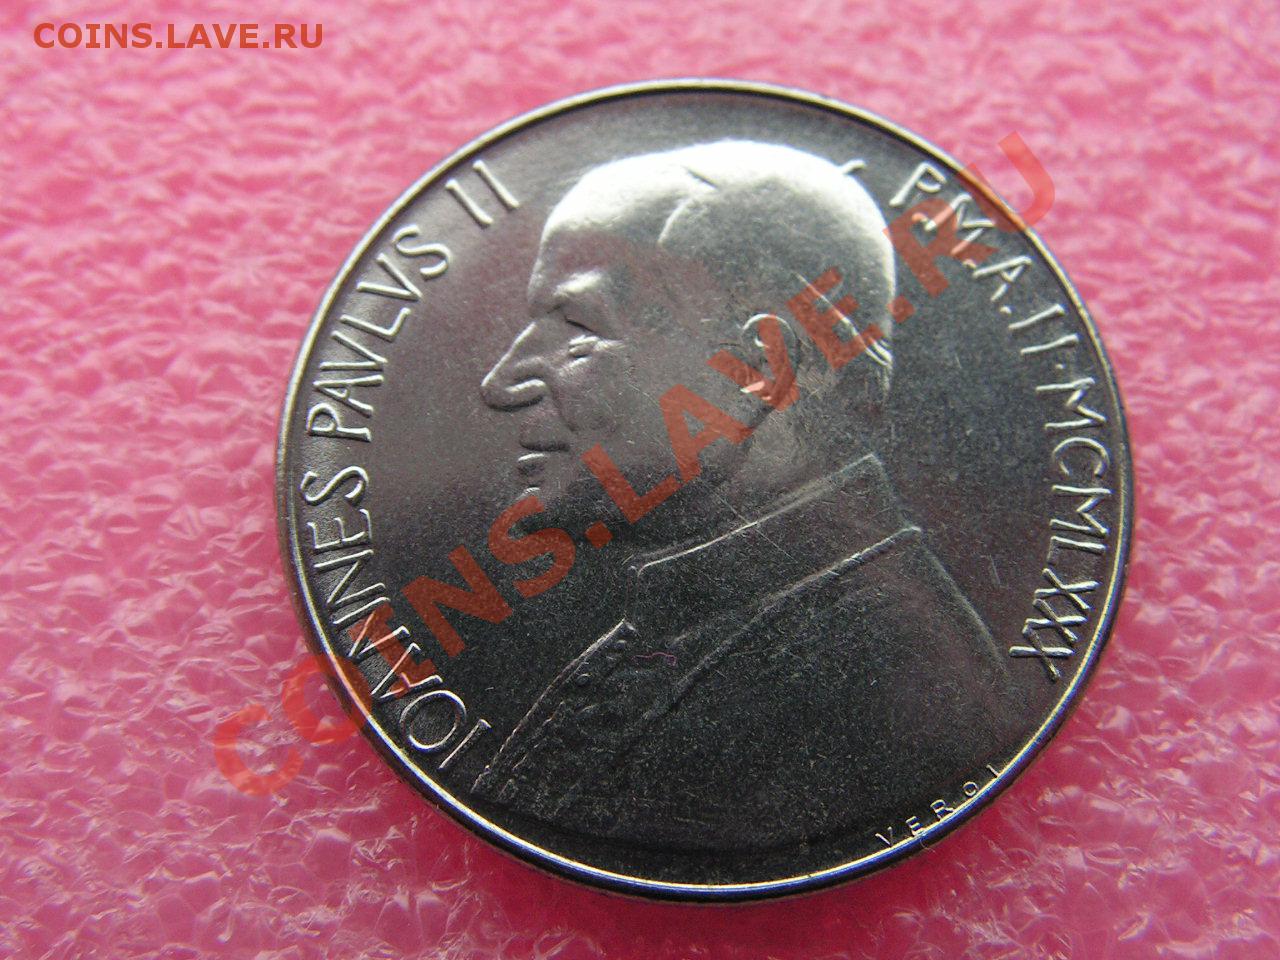 COINS.LAVE.RU
IOANNES PAVLVS II
P.M.A.II·MCMLXXX
VEROI
COINS.LAVE.RU